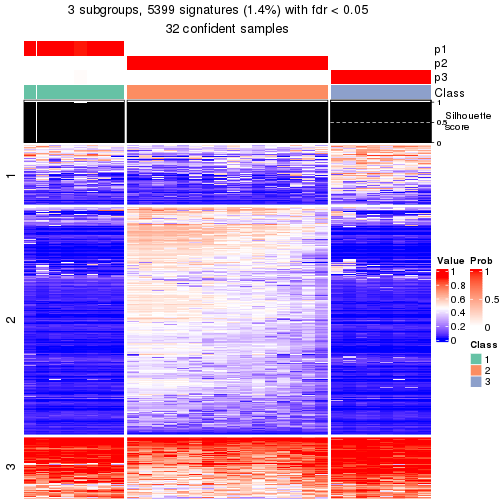 3 subgroups, 5399 signatures (1.4%) with fdr < 0.05
32 confident samples
p1
p2
p3
Class
1
0.5
0
Silhouette
score
1
2
3
Value
1
0.8
0.6
0.4
0.2
0
Prob
1
0.5
0
Class
1
2
3